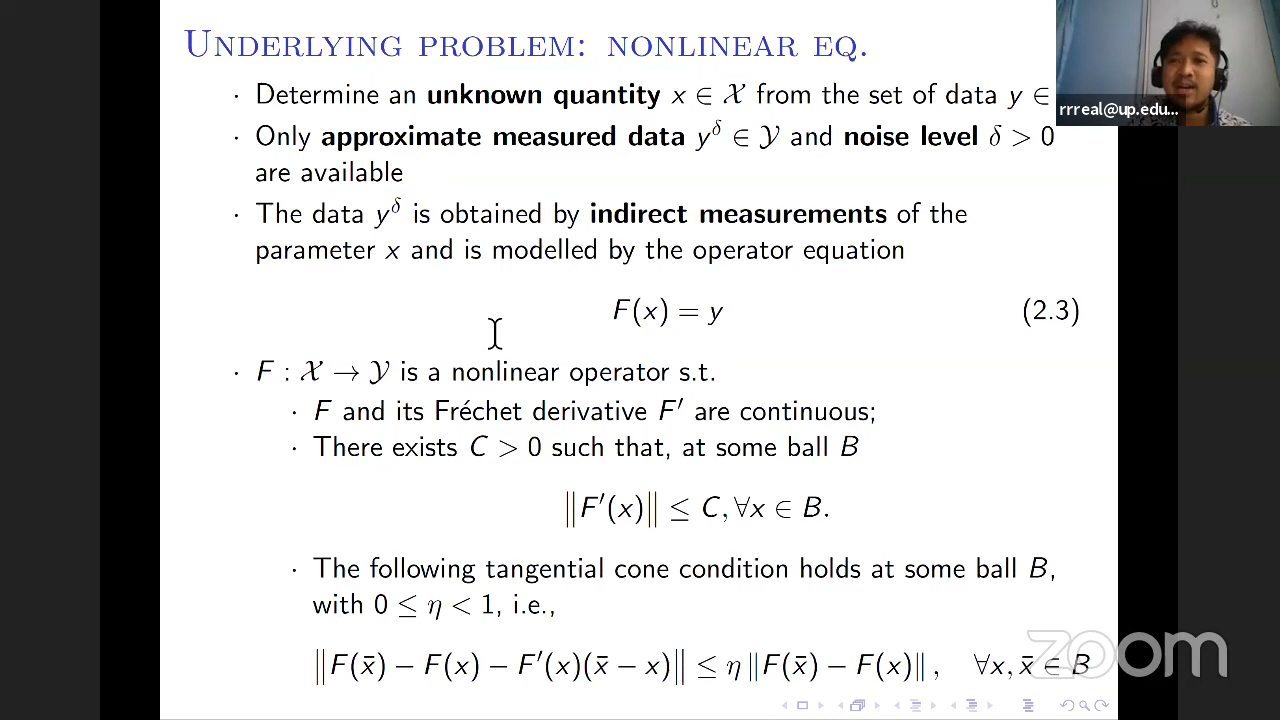 UNDERLYING PROBLEM: NONLINEAR EQ.
· Determine an unknown quantity x ∈ 𝒳 from the set of data y ∈
rrreal@up.edu...
· Only approximate measured data y^δ ∈ 𝒴 and noise level δ > 0
are available
· The data y^δ is obtained by indirect measurements of the
parameter x and is modelled by the operator equation
F(x) = y (2.3)
· F : 𝒳 → 𝒴 is a nonlinear operator s.t.
· F and its Fréchet derivative F′ are continuous;
· There exists C > 0 such that, at some ball B
‖F′(x)‖ ≤ C, ∀x ∈ B.
· The following tangential cone condition holds at some ball B,
with 0 ≤ η < 1, i.e.,
‖F(x̄) − F(x) − F′(x)(x̄ − x)‖ ≤ η ‖F(x̄) − F(x)‖ , ∀x, x̄ ∈ B
zoom